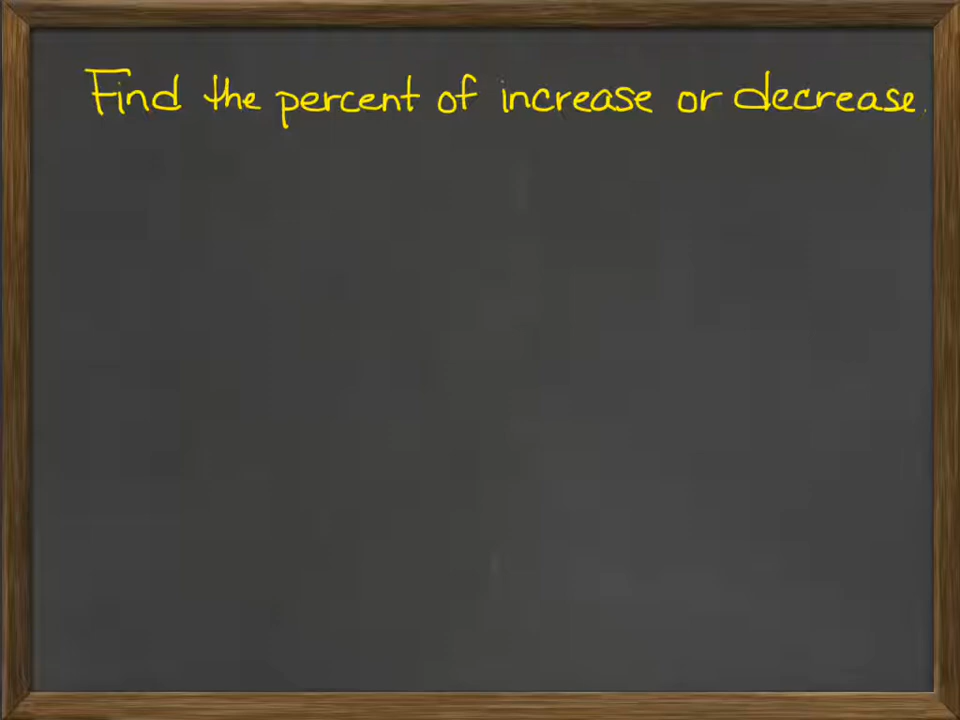 Find the percent of increase or decrease.